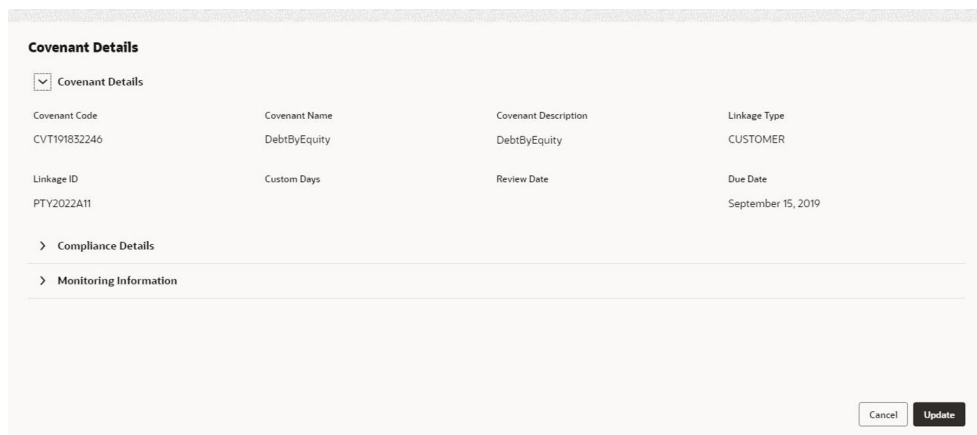 Covenant Details
Covenant Details
Covenant Code Covenant Name Covenant Description Linkage Type
CVT191832246 DebtByEquity DebtByEquity CUSTOMER
Linkage ID Custom Days Review Date Due Date
PTY2022A11 September 15, 2019
Compliance Details
Monitoring Information
Cancel Update